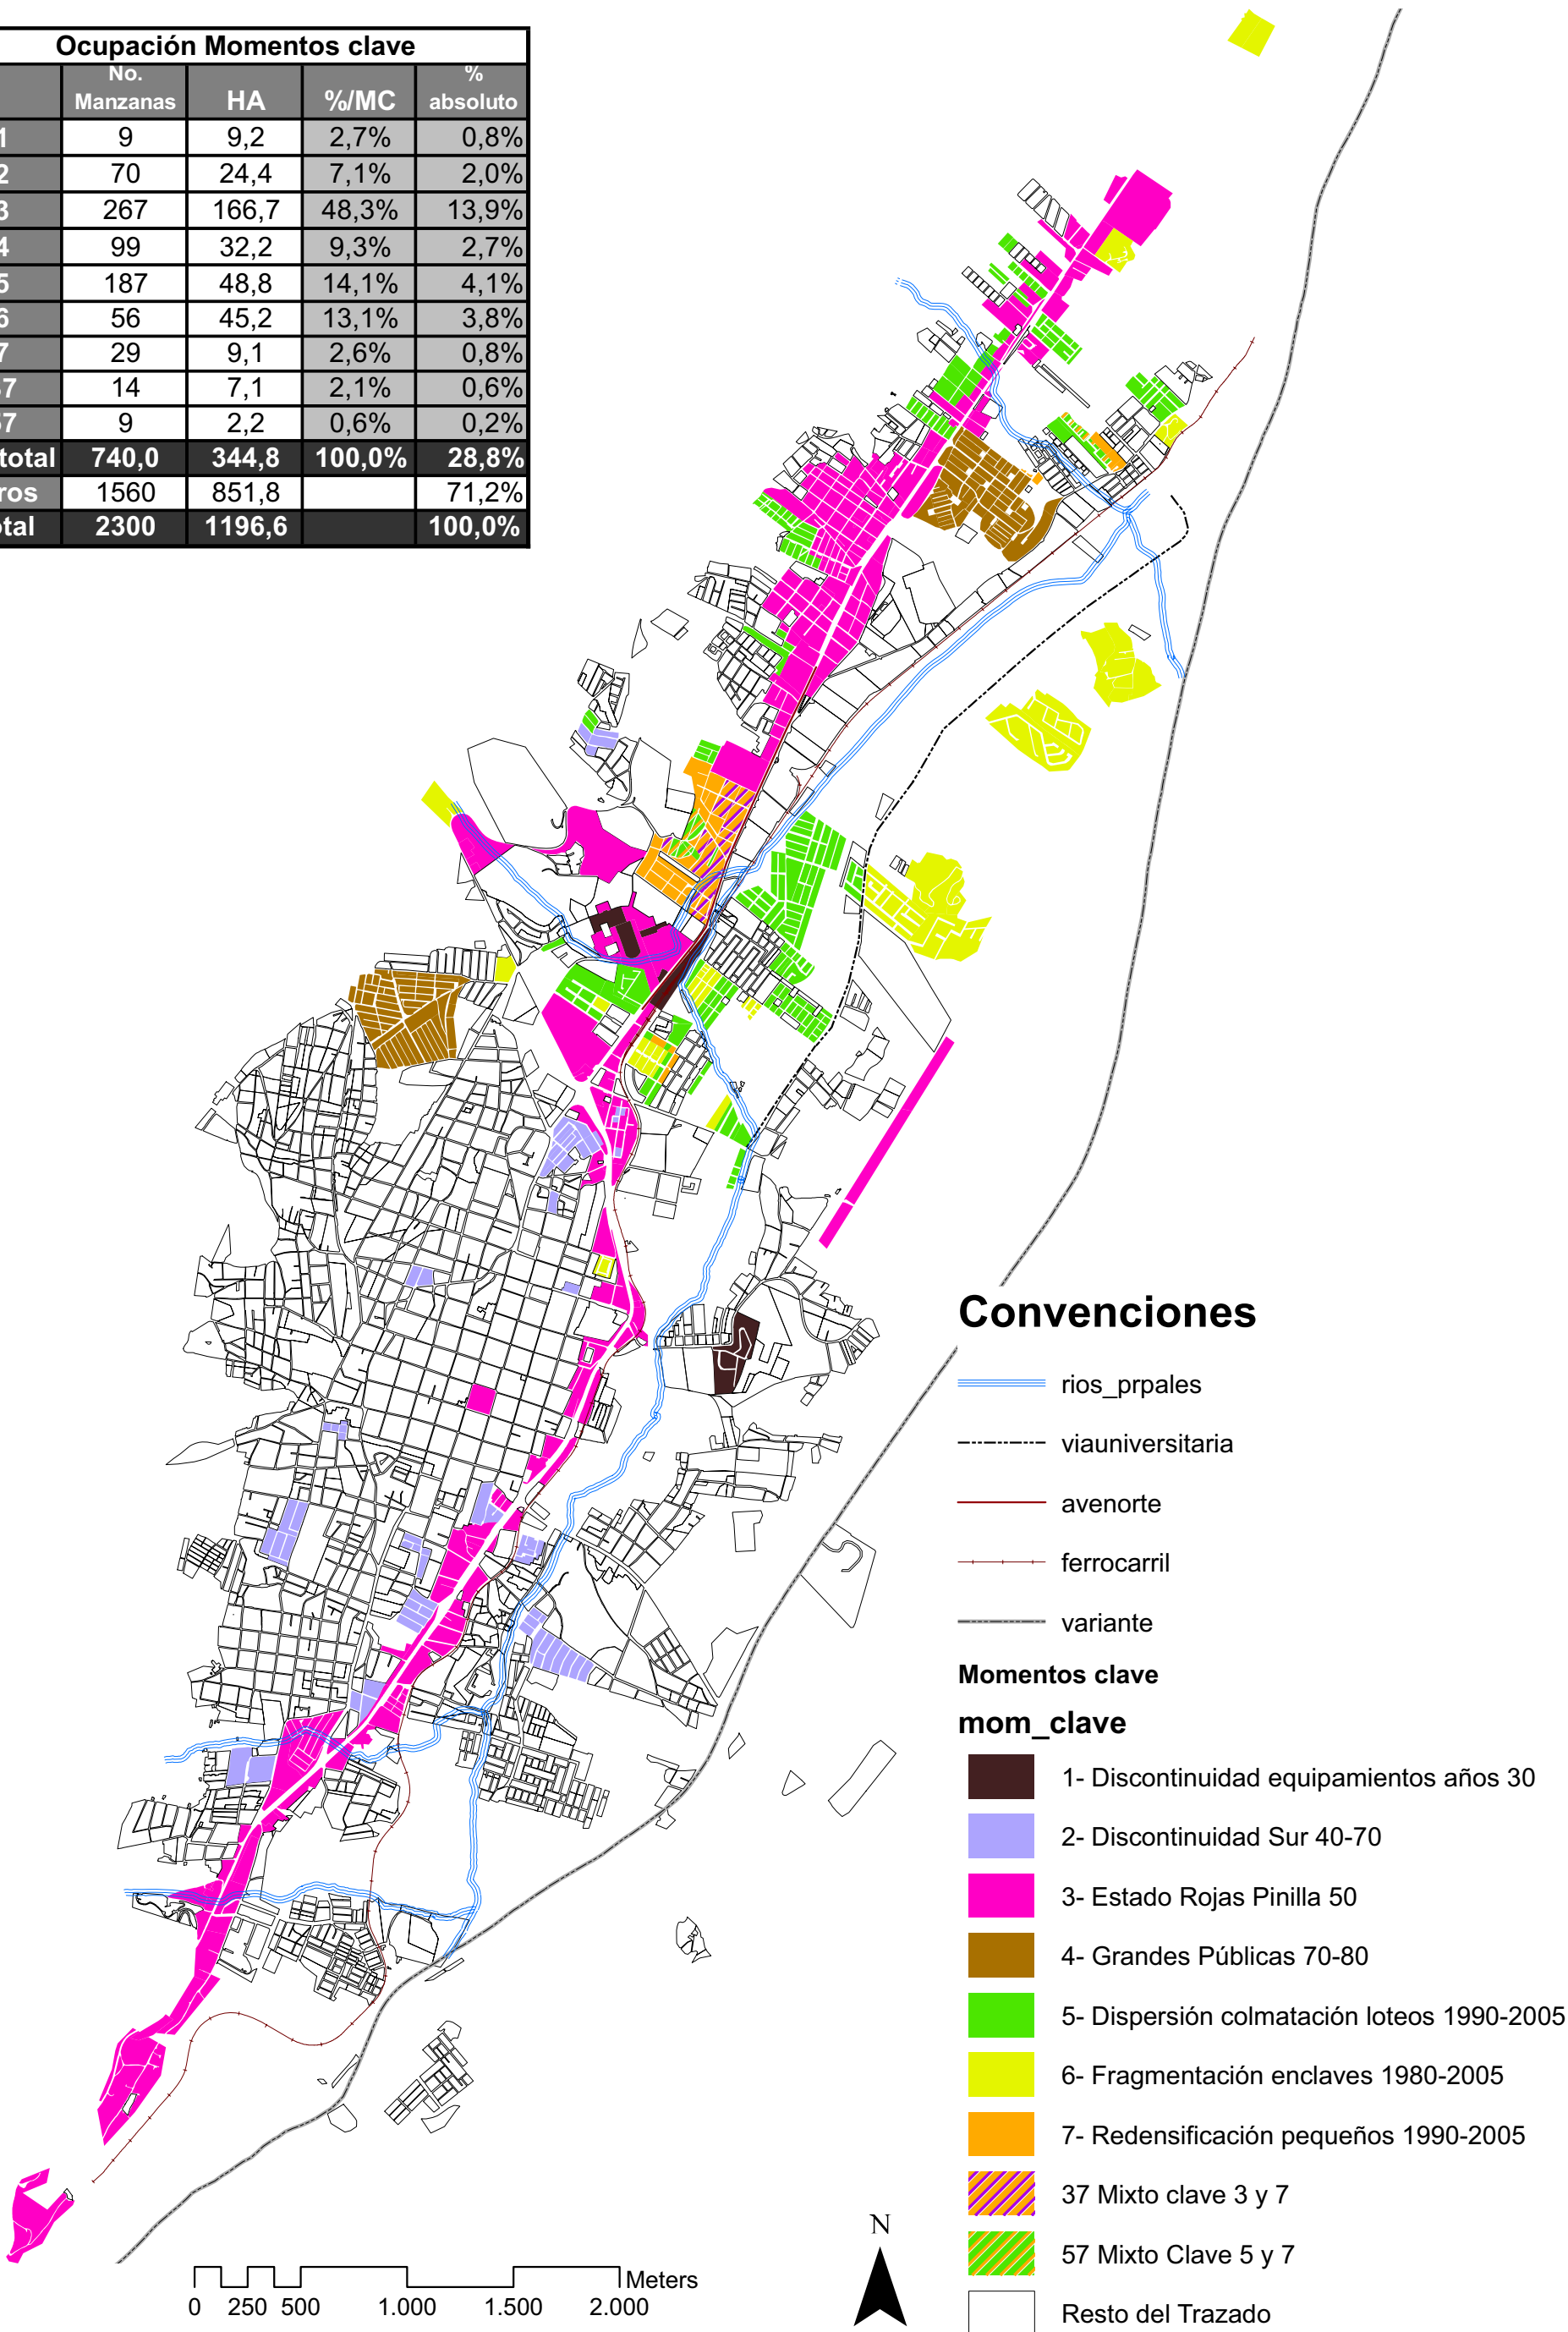 Ocupación Momentos clave
No. Manzanas HA %/MC % absoluto
1 9 9,2 2,7% 0,8%
2 70 24,4 7,1% 2,0%
3 267 166,7 48,3% 13,9%
4 99 32,2 9,3% 2,7%
5 187 48,8 14,1% 4,1%
6 56 45,2 13,1% 3,8%
7 29 9,1 2,6% 0,8%
7 14 7,1 2,1% 0,6%
57 9 2,2 0,6% 0,2%
total 740,0 344,8 100,0% 28,8%
ros 1560 851,8 71,2%
otal 2300 1196,6 100,0%
Convenciones
rios_prpales
viauniversitaria
avenorte
ferrocarril
variante
Momentos clave
mom_clave
1- Discontinuidad equipamientos años 30
2- Discontinuidad Sur 40-70
3- Estado Rojas Pinilla 50
4- Grandes Públicas 70-80
5- Dispersión colmatación loteos 1990-2005
6- Fragmentación enclaves 1980-2005
7- Redensificación pequeños 1990-2005
37 Mixto clave 3 y 7
57 Mixto Clave 5 y 7
Resto del Trazado
N
Meters
0 250 500 1.000 1.500 2.000